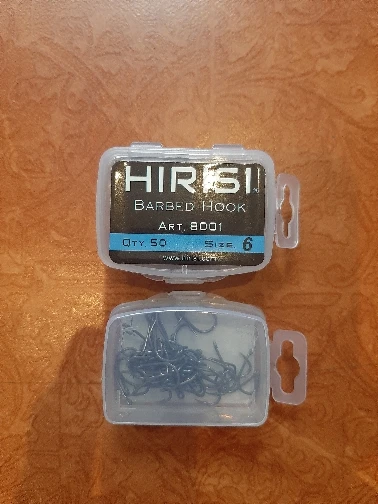 HIRISI
BARBED HOOK
ART. 8001
QTY. 50 SIZE. 6